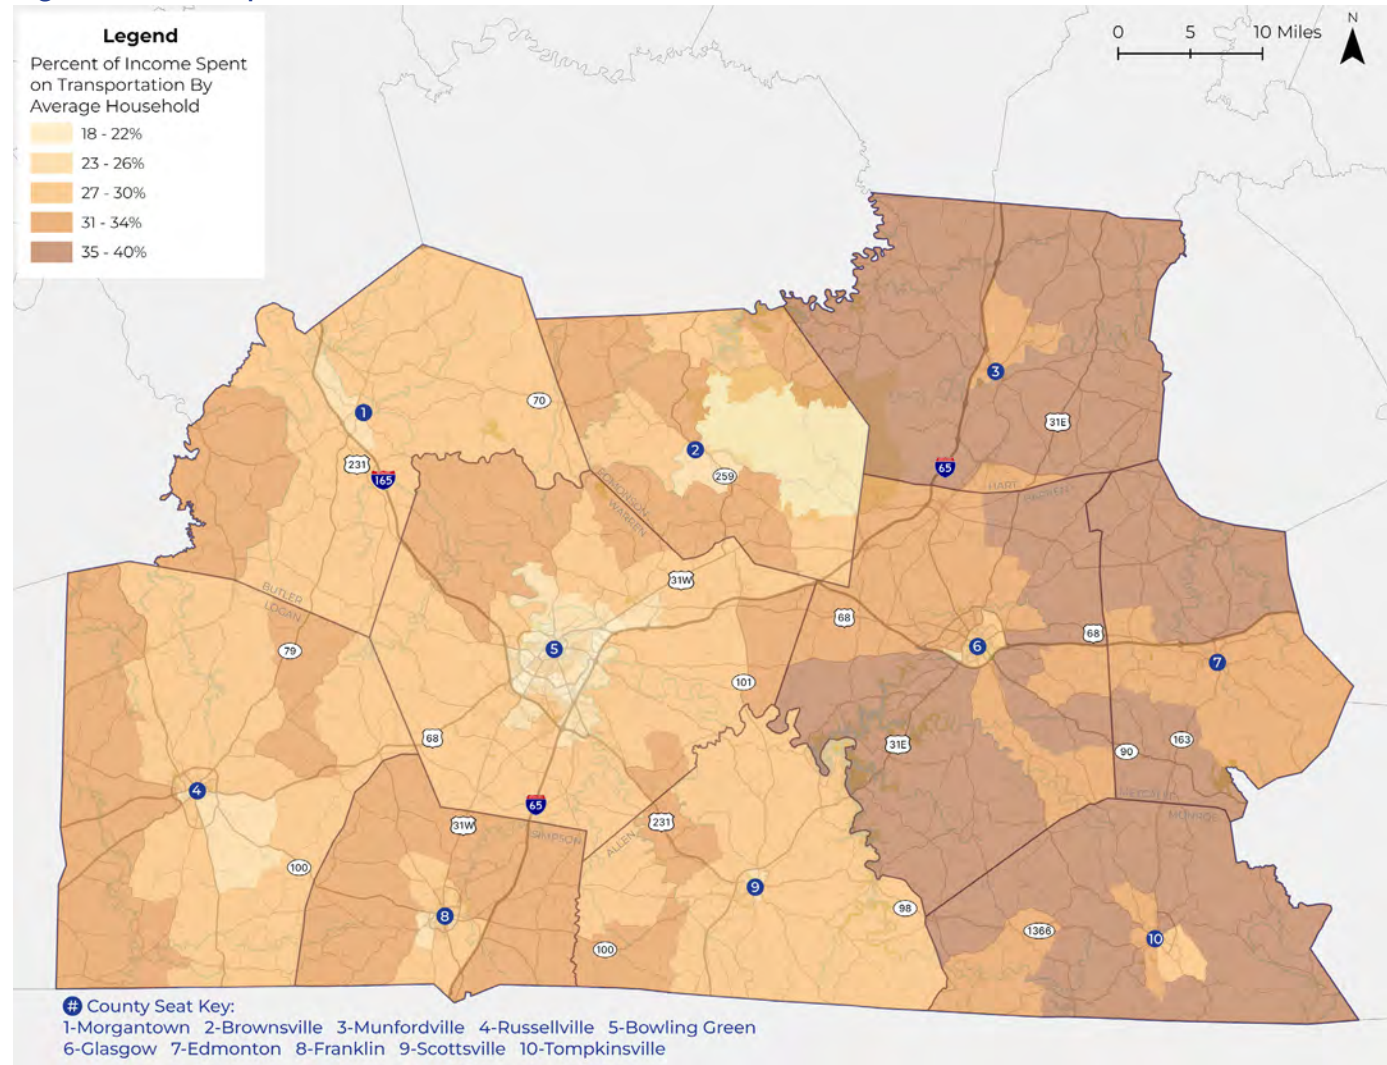 Legend
Percent of Income Spent
on Transportation By
Average Household
18 - 22%
23 - 26%
27 - 30%
31 - 34%
35 - 40%
0 5 10 Miles
N
3
31E
1
70
231
165
2
259
65
HART
BARREN
EDMONSON
WARREN
31W
BUTLER
LOGAN
79
5
68
6
68
7
101
68
31E
90
163
4
65
METCALFE
MONROE
31W
SIMPSON
ALLEN
231
100
9
8
98
100
1366
10
# County Seat Key:
1-Morgantown 2-Brownsville 3-Munfordville 4-Russellville 5-Bowling Green
6-Glasgow 7-Edmonton 8-Franklin 9-Scottsville 10-Tompkinsville